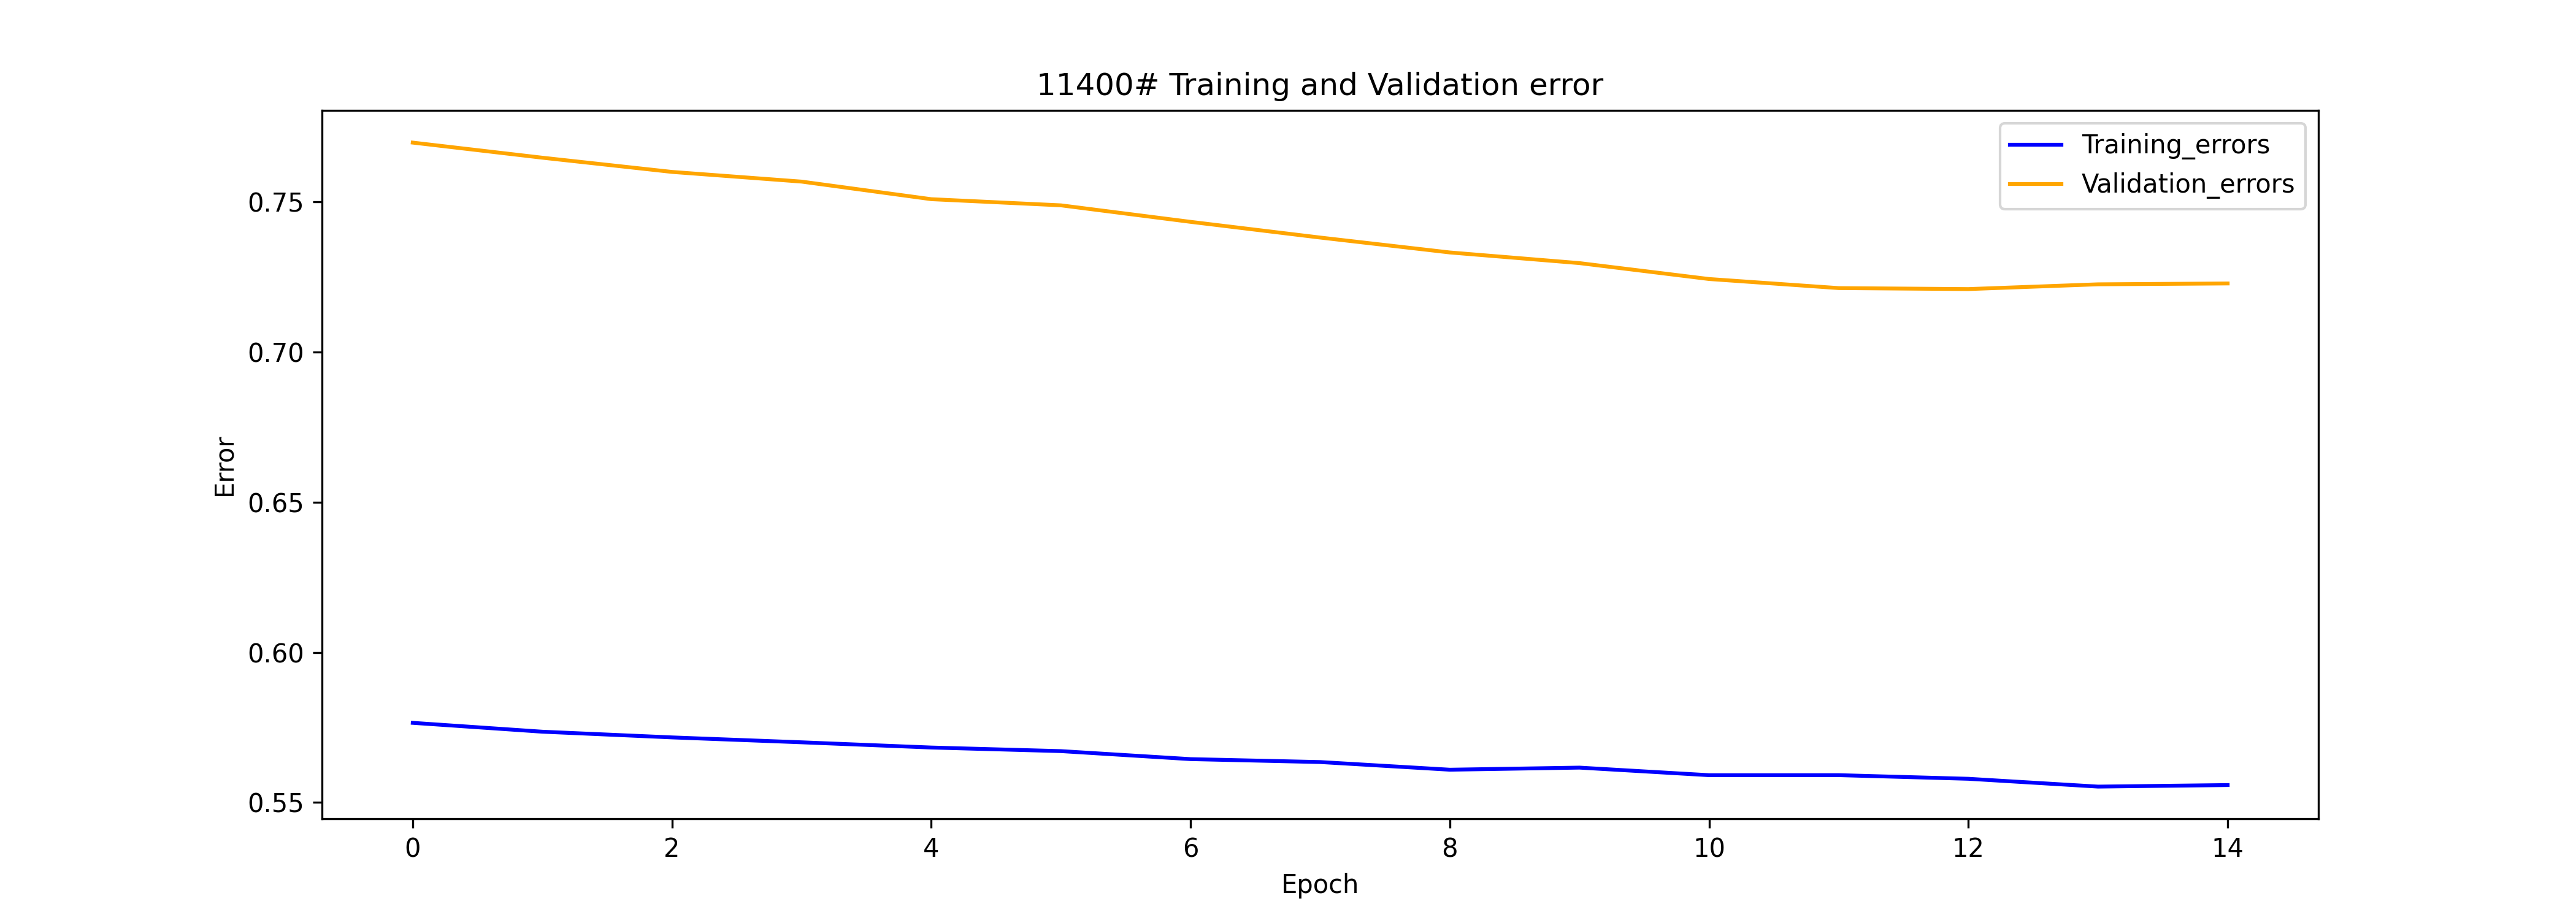 11400# Training and Validation error
Training_errors
Validation_errors
Error
0.75
0.70
0.65
0.60
0.55
0 2 4 6 8 10 12 14
Epoch